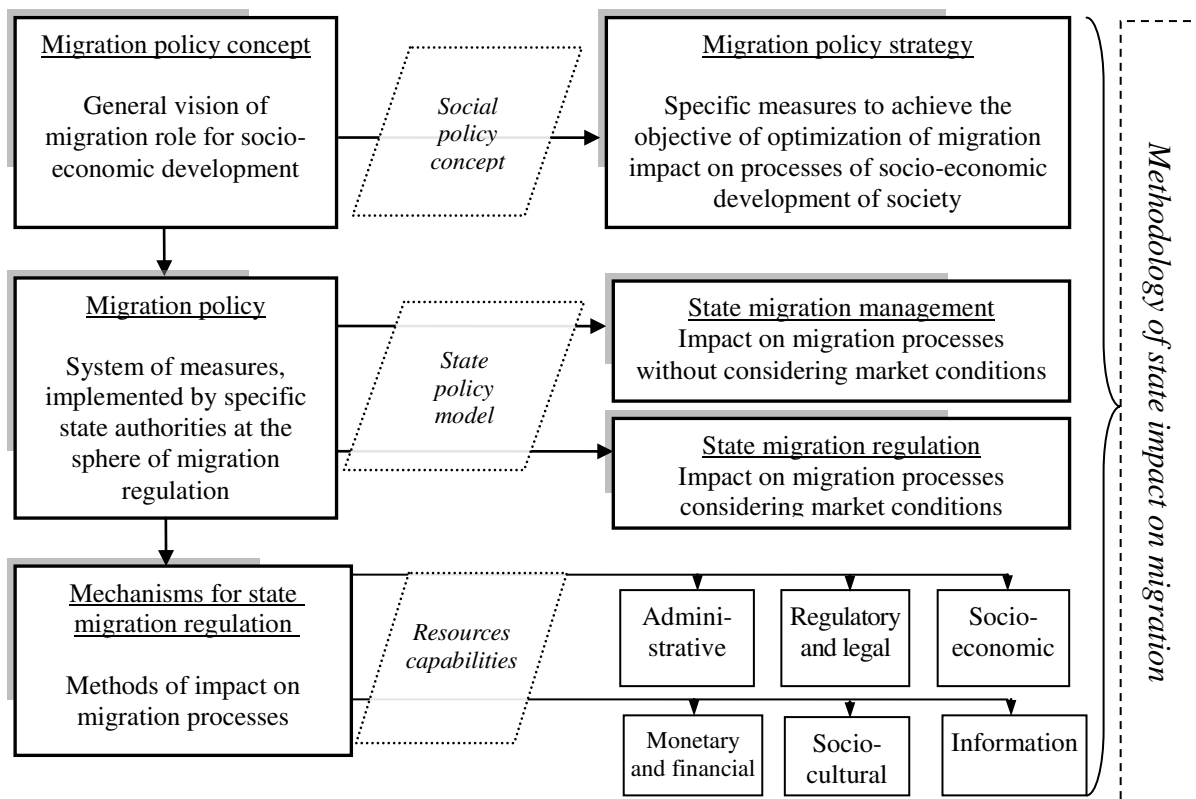 Migration policy concept
General vision of
migration role for socio-
economic development
Social
policy
concept
Migration policy strategy
Specific measures to achieve the
objective of optimization of migration
impact on processes of socio-economic
development of society
Migration policy
System of measures,
implemented by specific
state authorities at the
sphere of migration
regulation
State
policy
model
State migration management
Impact on migration processes
without considering market conditions
State migration regulation
Impact on migration processes
considering market conditions
Mechanisms for state
migration regulation
Methods of impact on
migration processes
Resources
capabilities
Admini-
strative
Regulatory
and legal
Socio-
economic
Monetary
and financial
Socio-
cultural
Information
Methodology of state impact on migration